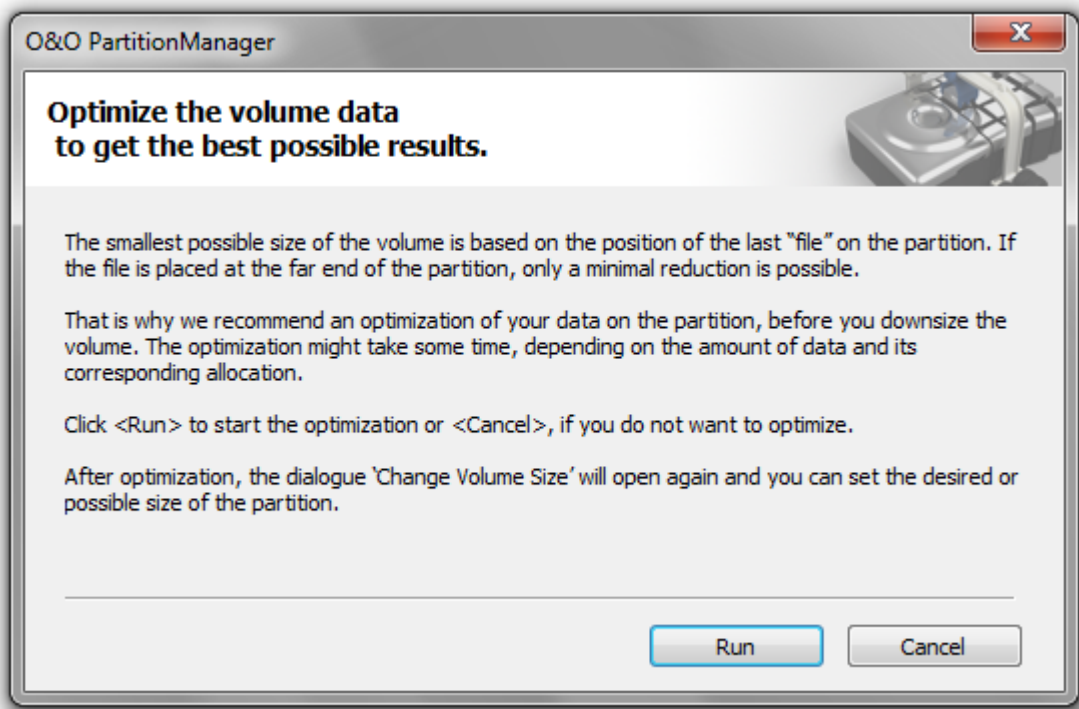 O&O PartitionManager
Optimize the volume data
to get the best possible results.
The smallest possible size of the volume is based on the position of the last “file” on the partition. If
the file is placed at the far end of the partition, only a minimal reduction is possible.
That is why we recommend an optimization of your data on the partition, before you downsize the
volume. The optimization might take some time, depending on the amount of data and its
corresponding allocation.
Click <Run> to start the optimization or <Cancel>, if you do not want to optimize.
After optimization, the dialogue ‘Change Volume Size’ will open again and you can set the desired or
possible size of the partition.
Run
Cancel